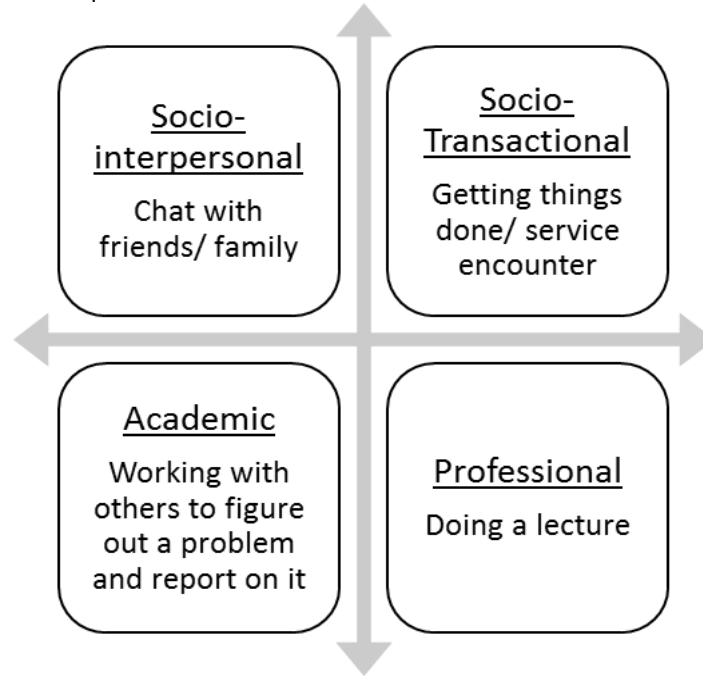 Socio-
interpersonal
Chat with
friends/ family
Socio-
Transactional
Getting things
done/ service
encounter
Academic
Working with
others to figure
out a problem
and report on it
Professional
Doing a lecture